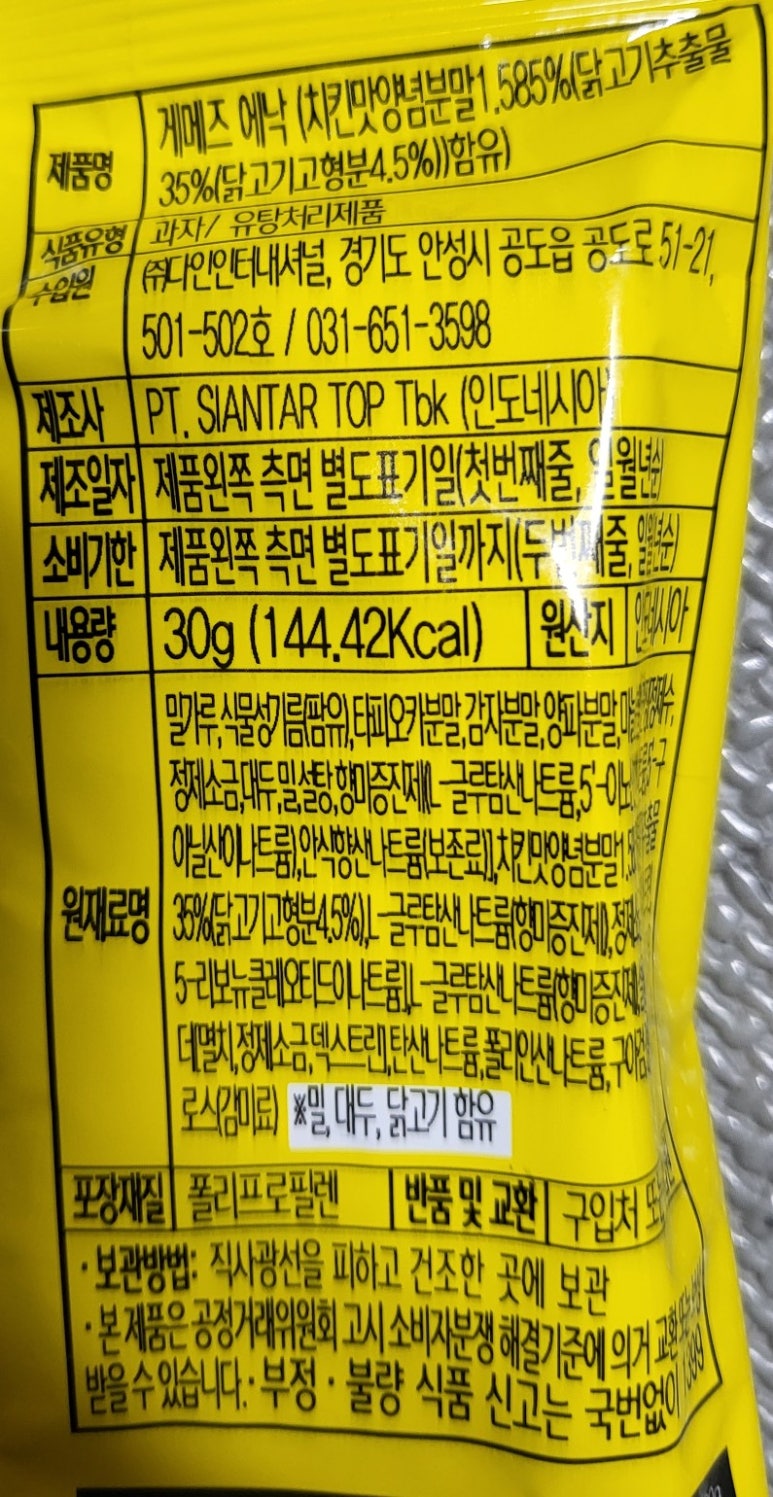 제품명 게메즈 에낙 (치킨맛양념분말1.585%(닭고기추출물
35%(닭고기고형분4.5%))함유)
식품유형 과자/ 유탕처리제품
수입원 ㈜다인인터내셔널, 경기도 안성시 공도읍 공도로 51-21,
501-502호 / 031-651-3598
제조사 PT. SIANTAR TOP Tbk (인도네시아)
제조일자 제품왼쪽 측면 별도표기일(첫번째줄, 일월년순)
소비기한 제품왼쪽 측면 별도표기일까지(두번째줄, 일월년순)
내용량 30g (144.42Kcal) 원산지 인도네시아
밀가루,식물성기름(팜유),타피오카분말,감자분말,양파분말,
정제소금,대두,밀,설탕,향미증진제(L-글루탐산나트륨,5'-이노
아닐산이나트륨),안식향산나트륨(보존료)],치킨맛양념분말
원재료명 35%(닭고기고형분4.5%),L-글루탐산나트륨(향미증진제),
5-리보뉴클레오티드이나트륨],L-글루탐산나트륨(향미증진제),
데멸치,정제소금,덱스트린],탄산나트륨,폴리인산나트륨,구아검,
로스(감미료) ※밀, 대두, 닭고기 함유
포장재질 폴리프로필렌 반품 및 교환 구입처
· 보관방법: 직사광선을 피하고 건조한 곳에 보관
· 본 제품은 공정거래위원회 고시 소비자분쟁 해결기준에 의거 교환 또는
받을 수 있습니다. · 부정 · 불량 식품 신고는 국번없이 1399